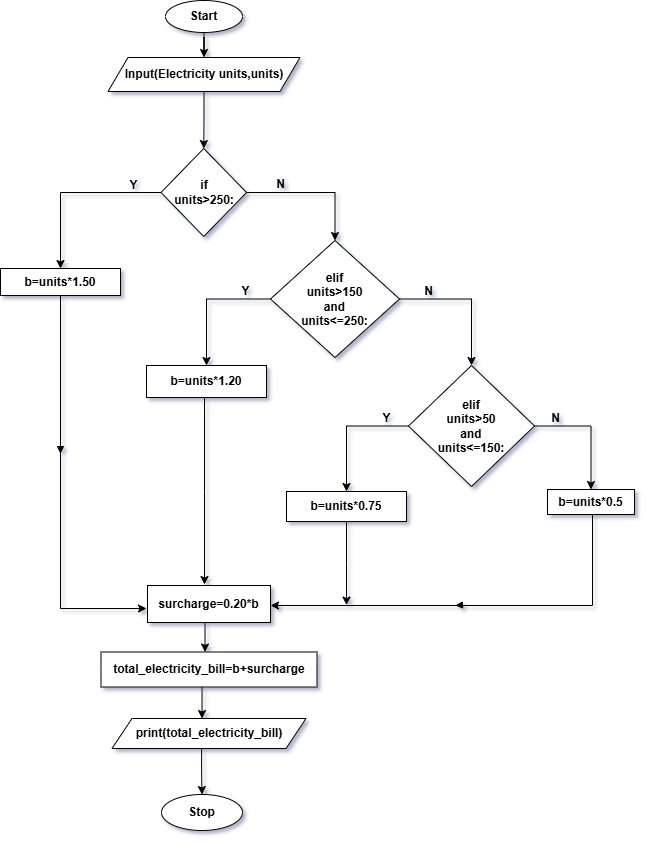 Start
Input(Electricity units,units)
if
units>250:
Y
N
b=units*1.50
elif
units>150
and
units<=250:
Y
N
b=units*1.20
elif
units>50
and
units<=150:
Y
N
b=units*0.75
b=units*0.5
surcharge=0.20*b
total_electricity_bill=b+surcharge
print(total_electricity_bill)
Stop